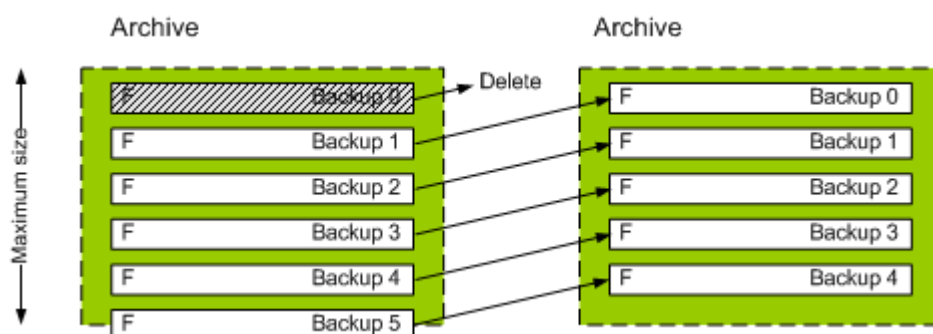 Archive
Archive
Maximum size
F Backup 0
Delete
F Backup 0
F Backup 1
F Backup 1
F Backup 2
F Backup 2
F Backup 3
F Backup 3
F Backup 4
F Backup 4
F Backup 5